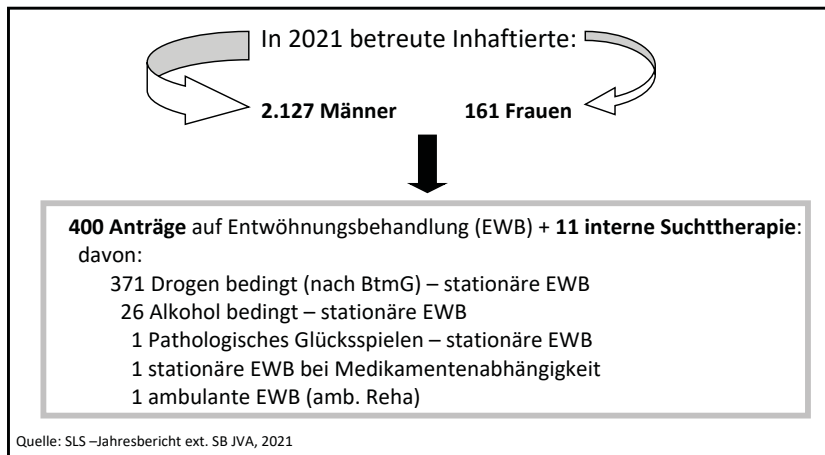 In 2021 betreute Inhaftierte:
2.127 Männer 161 Frauen
400 Anträge auf Entwöhnungsbehandlung (EWB) + 11 interne Suchttherapie:
davon:
371 Drogen bedingt (nach BtmG) – stationäre EWB
26 Alkohol bedingt – stationäre EWB
1 Pathologisches Glücksspielen – stationäre EWB
1 stationäre EWB bei Medikamentenabhängigkeit
1 ambulante EWB (amb. Reha)
Quelle: SLS –Jahresbericht ext. SB JVA, 2021